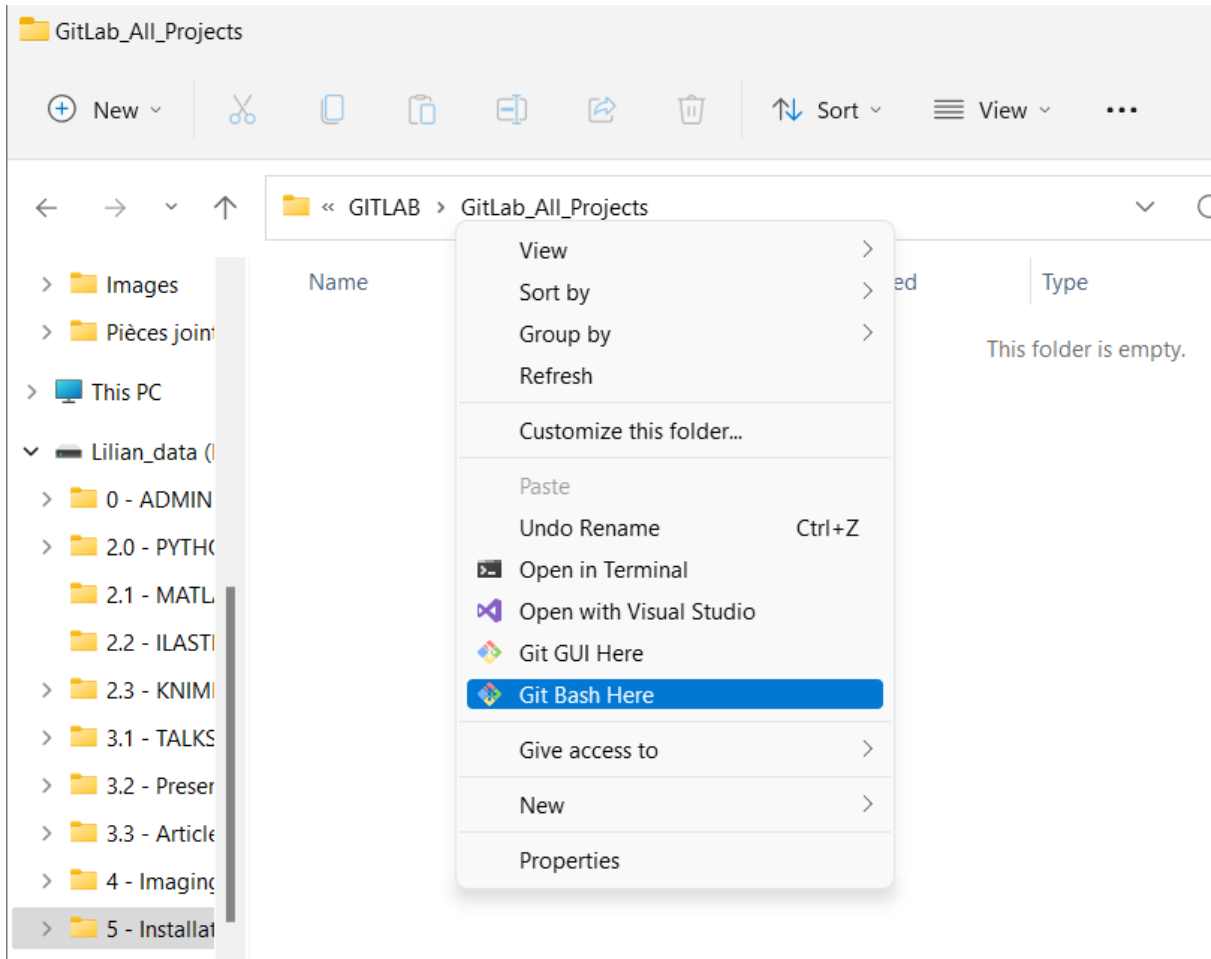 GitLab_All_Projects
New Sort View
« GITLAB > GitLab_All_Projects
Name ed Type
This folder is empty.
Images
Pièces joint
This PC
Lilian_data (
0 - ADMIN
2.0 - PYTH
2.1 - MATL
2.2 - ILAST
2.3 - KNIM
3.1 - TALKS
3.2 - Preser
3.3 - Article
4 - Imaging
5 - Installat
View
Sort by
Group by
Refresh
Customize this folder...
Paste
Undo Rename Ctrl+Z
Open in Terminal
Open with Visual Studio
Git GUI Here
Git Bash Here
Give access to
New
Properties